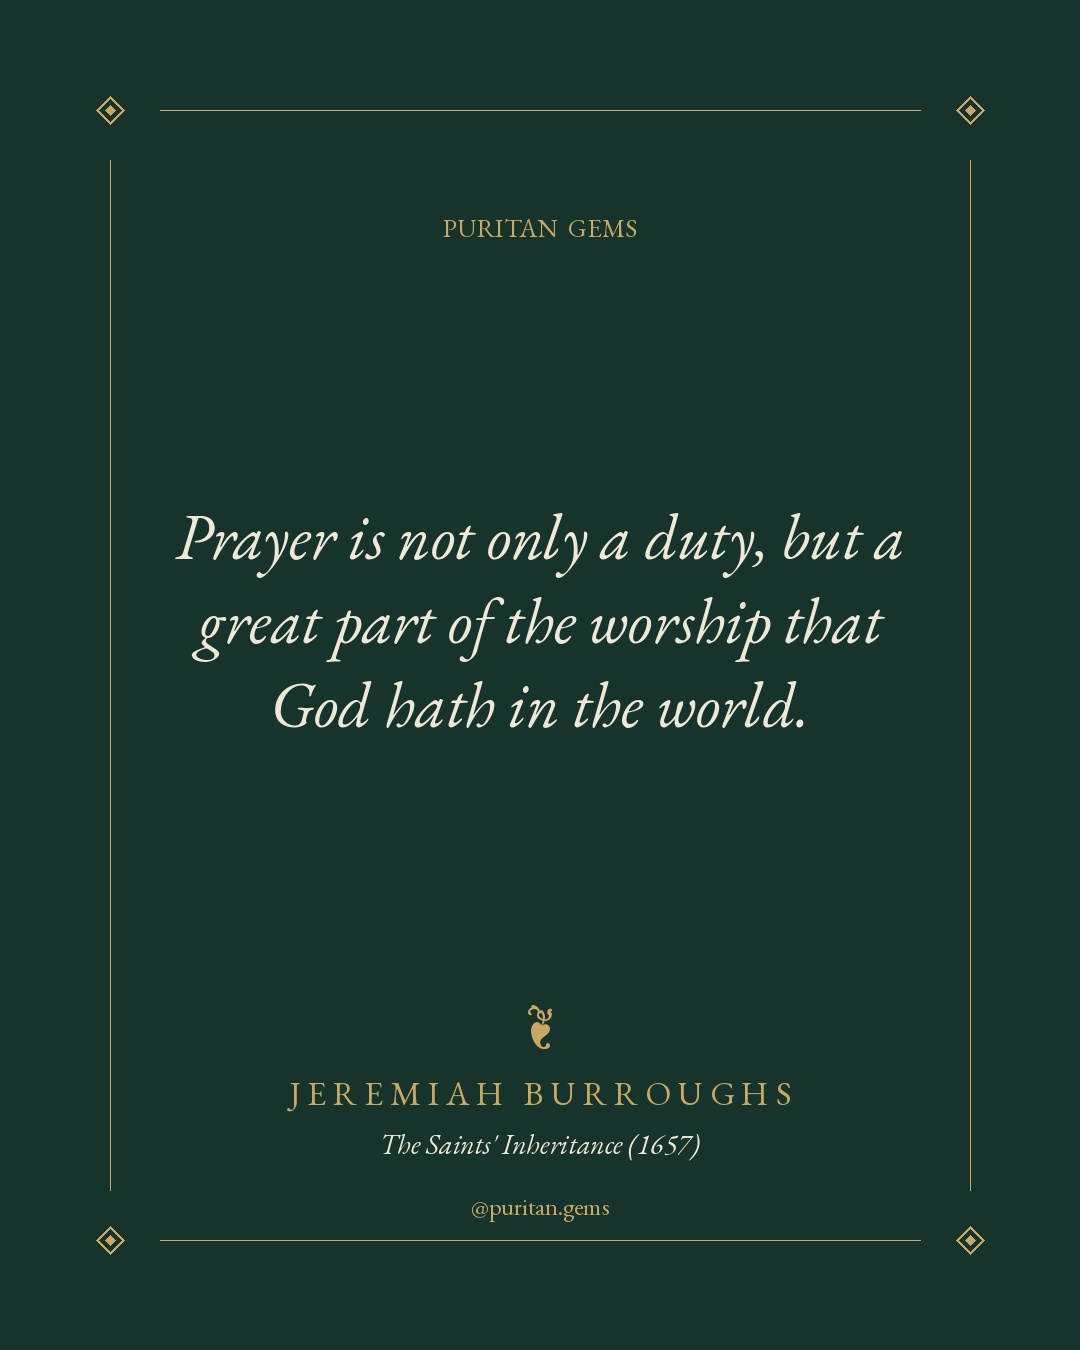 PURITAN GEMS
Prayer is not only a duty, but a
great part of the worship that
God hath in the world.
JEREMIAH BURROUGHS
The Saints' Inheritance (1657)
@puritan.gems